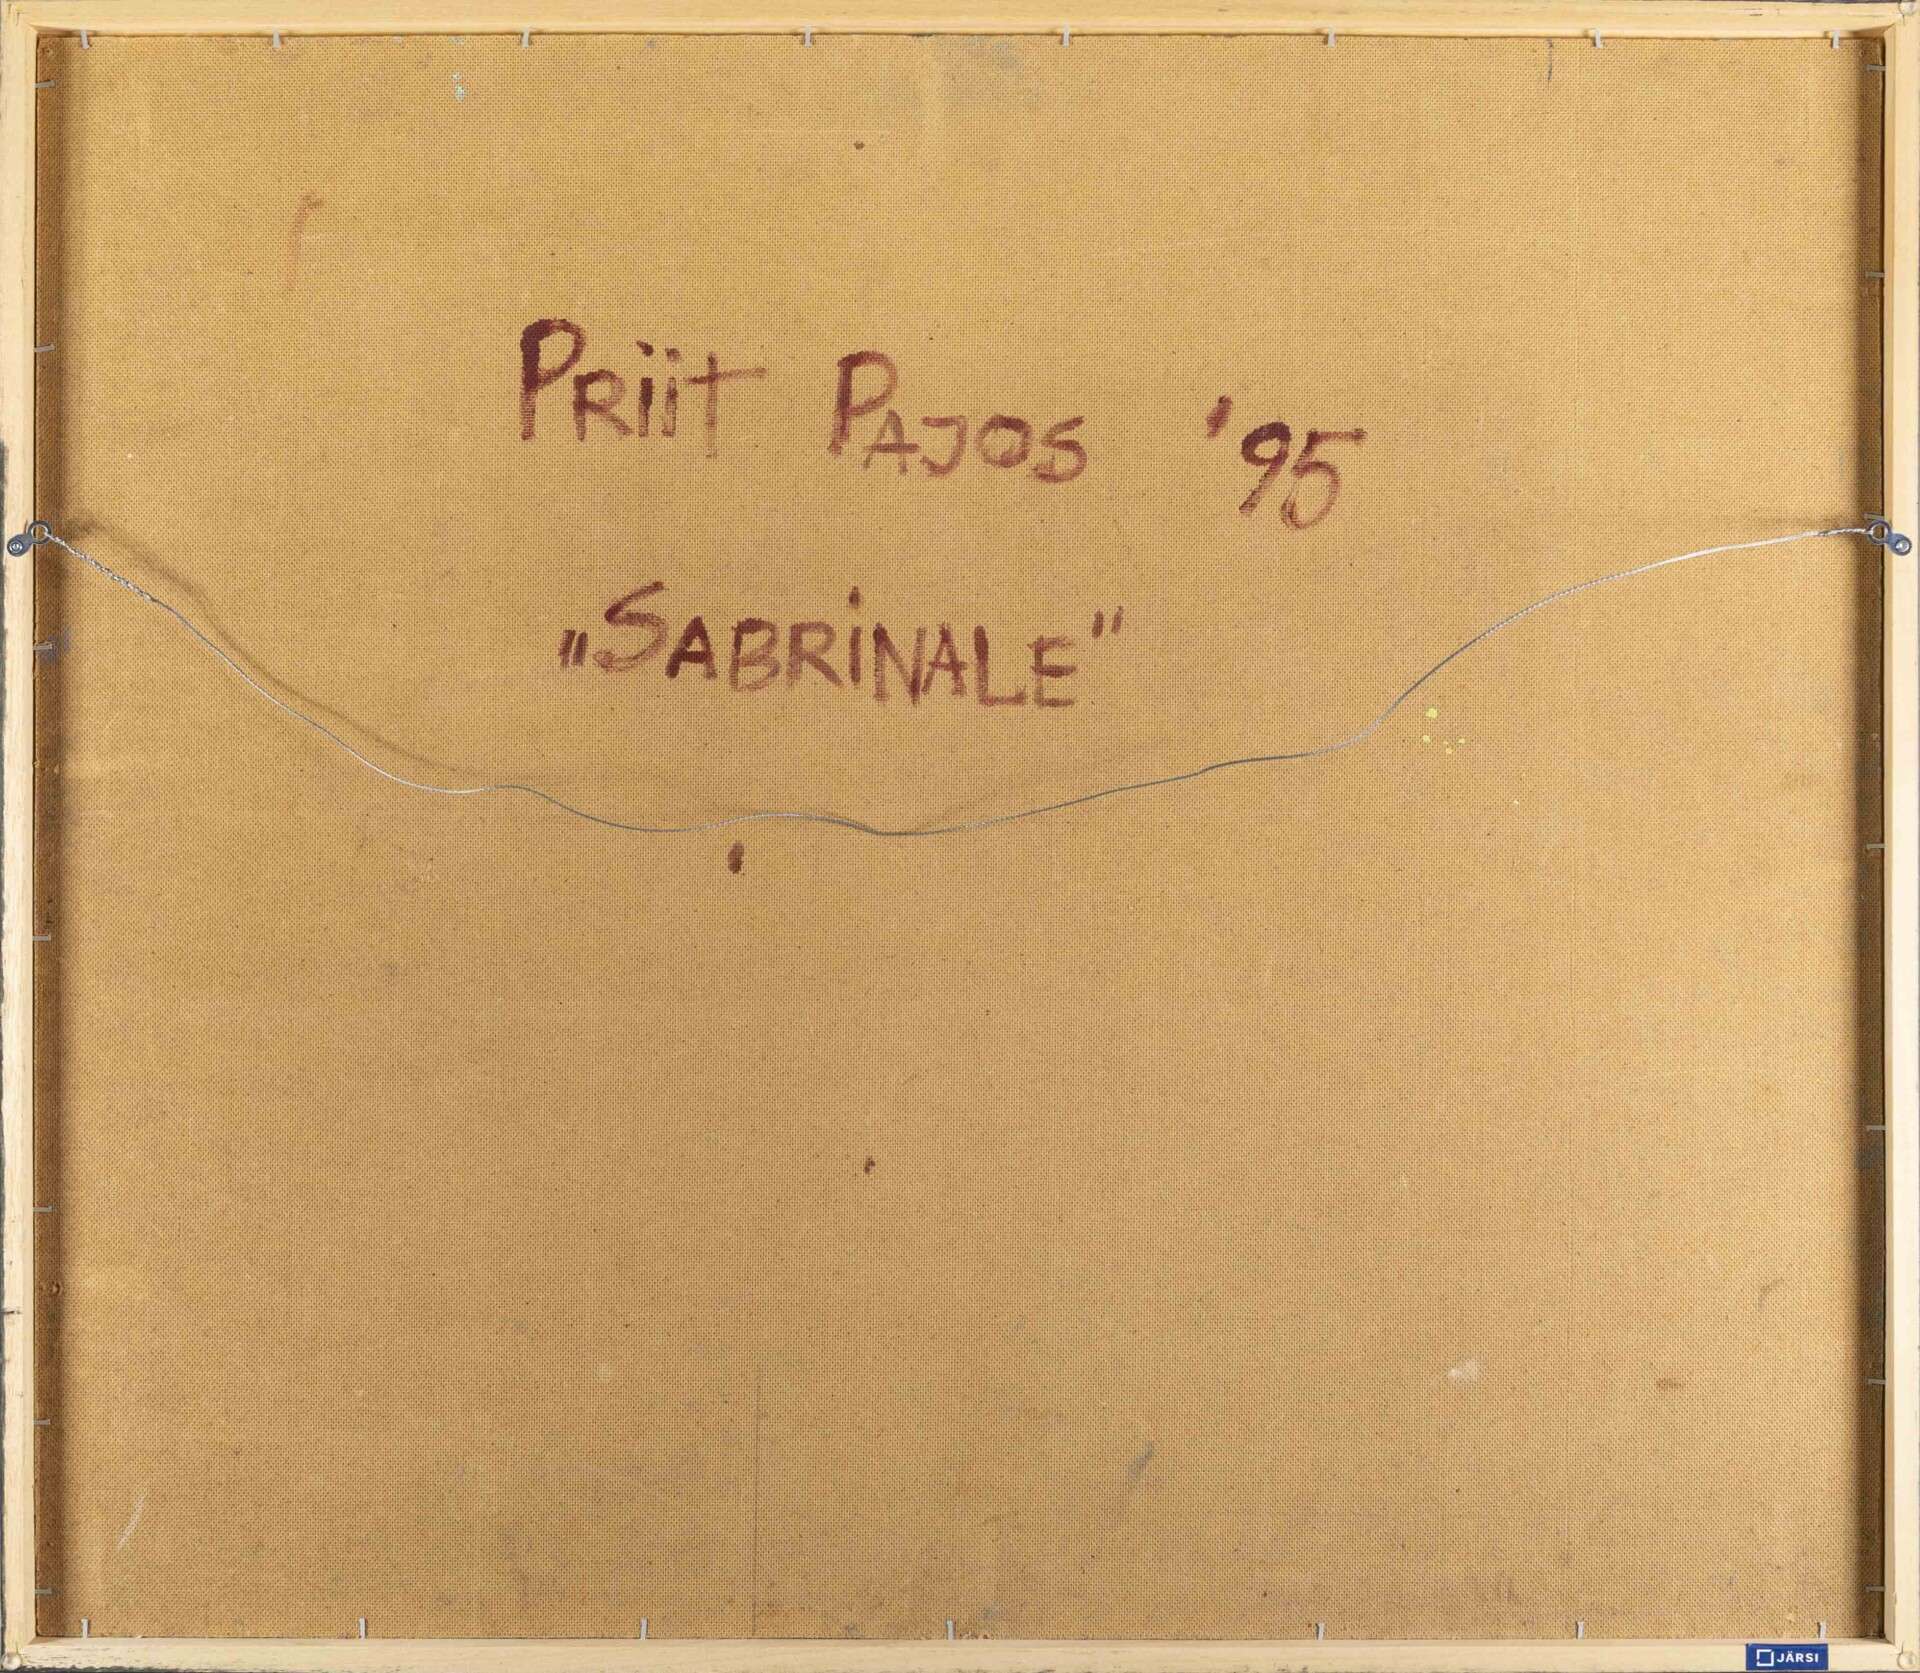 PRiiT PAJOS '95
„SABRiNALE"
JÄRSI